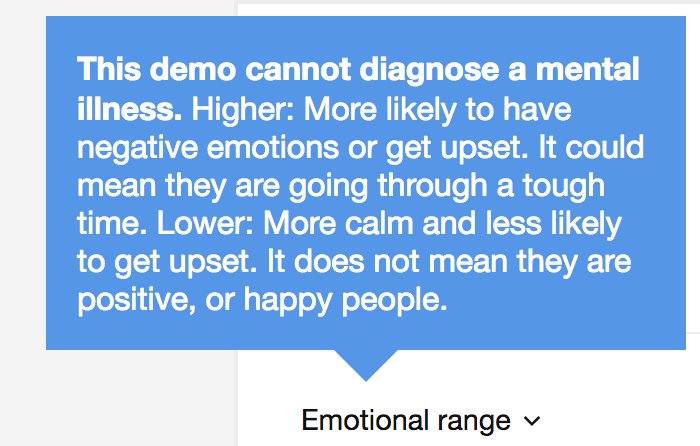 This demo cannot diagnose a mental
illness. Higher: More likely to have
negative emotions or get upset. It could
mean they are going through a tough
time. Lower: More calm and less likely
to get upset. It does not mean they are
positive, or happy people.
Emotional range